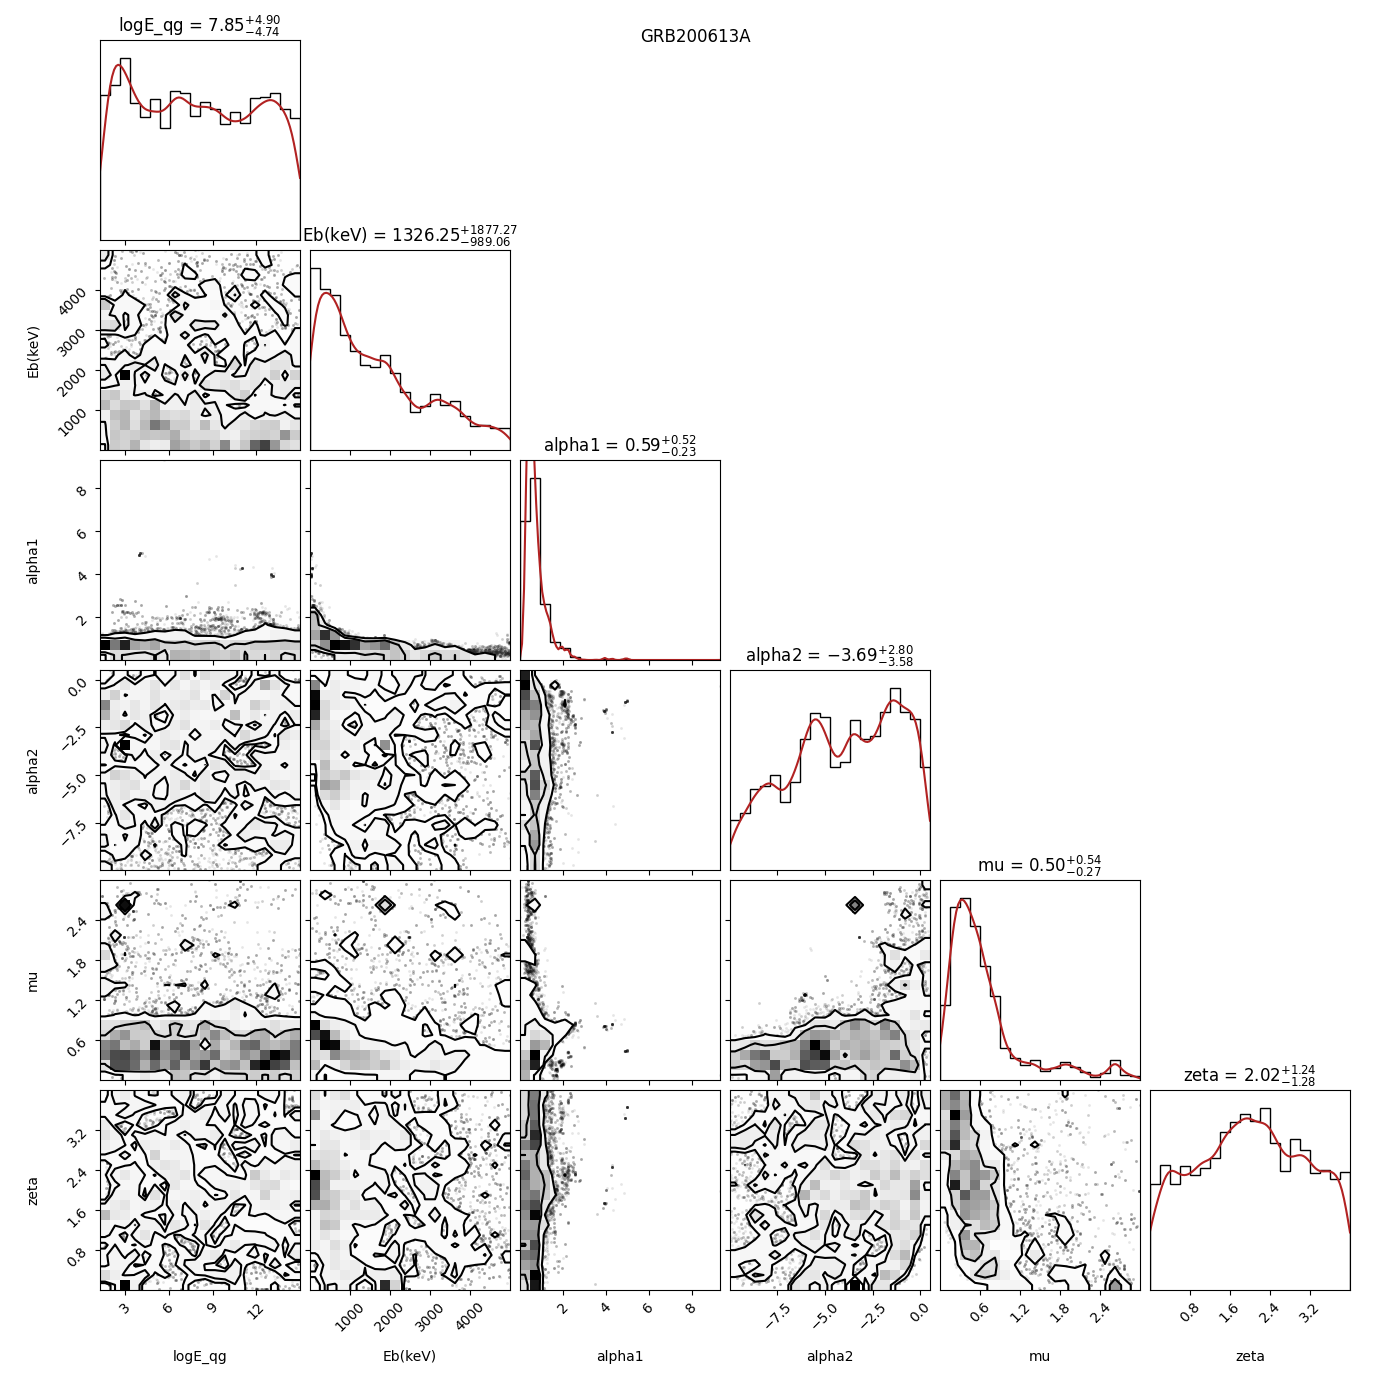 GRB200613A
logE_qg = 7.85+4.90 −4.74
Eb(keV) = 1326.25+1877.27 −989.06
Eb(keV)
4000
3000
2000
1000
alpha1 = 0.59+0.52 −0.23
alpha1
8
6
4
2
alpha2 = −3.69+2.80 −3.58
alpha2
0.0
−2.5
−5.0
−7.5
mu = 0.50+0.54 −0.27
mu
2.4
1.8
1.2
0.6
zeta = 2.02+1.24 −1.28
zeta
3.2
2.4
1.6
0.8
3 6 9 12
1000 2000 3000 4000
2 4 6 8
−7.5 −5.0 −2.5 0.0
0.6 1.2 1.8 2.4
0.8 1.6 2.4 3.2
logE_qg Eb(keV) alpha1 alpha2 mu zeta